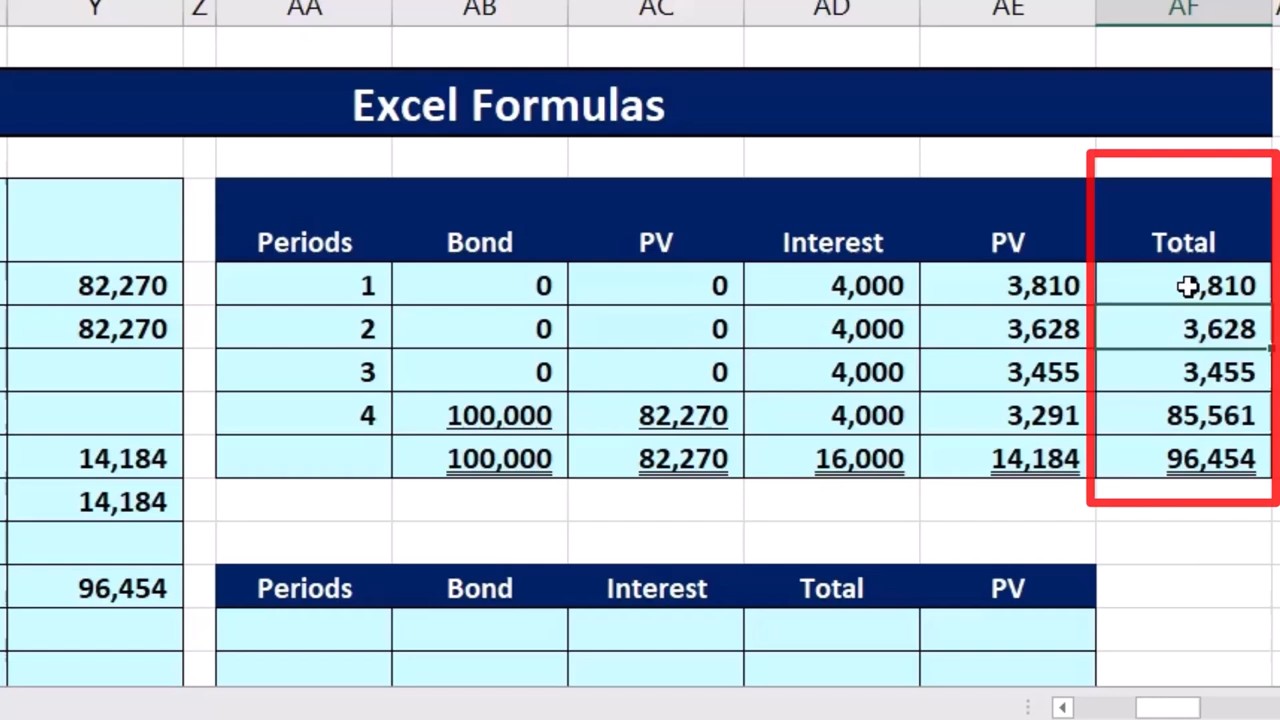 Y Z AA AB AC AD AE AF
Excel Formulas
Periods Bond PV Interest PV Total
82,270 1 0 0 4,000 3,810 ,810
82,270 2 0 0 4,000 3,628 3,628
3 0 0 4,000 3,455 3,455
4 100,000 82,270 4,000 3,291 85,561
14,184 100,000 82,270 16,000 14,184 96,454
14,184
96,454 Periods Bond Interest Total PV